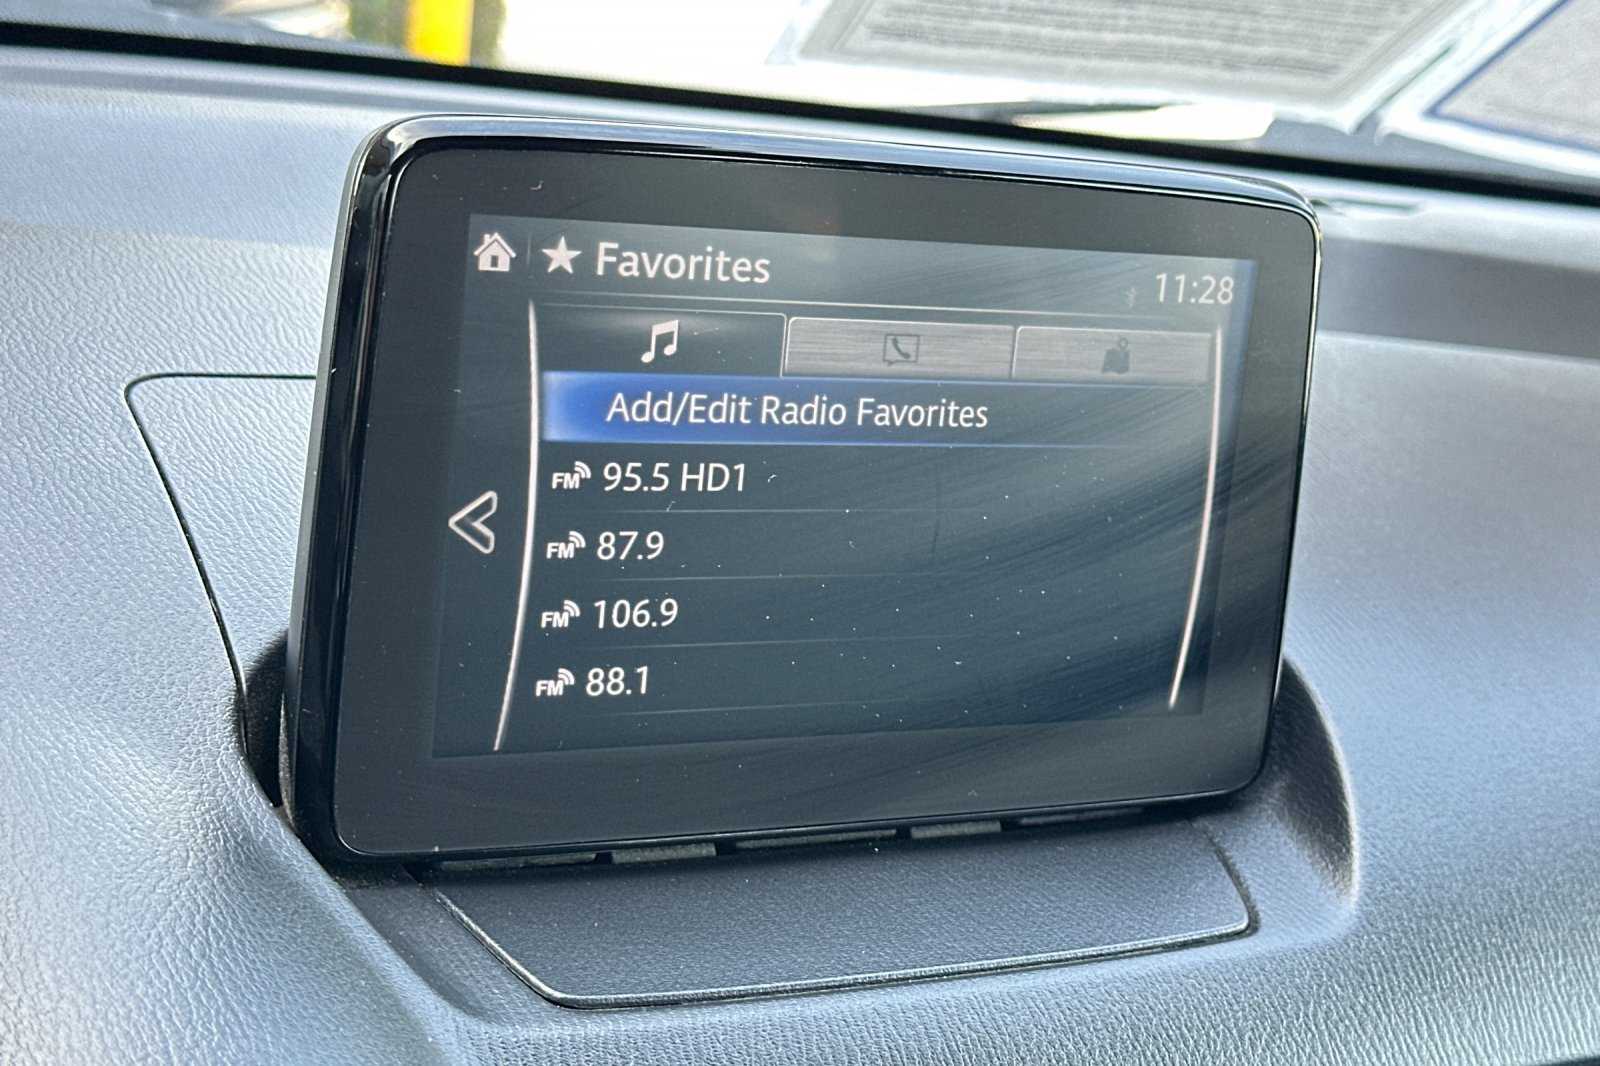 Favorites
11:28
Add/Edit Radio Favorites
FM 95.5 HD1
FM 87.9
FM 106.9
FM 88.1